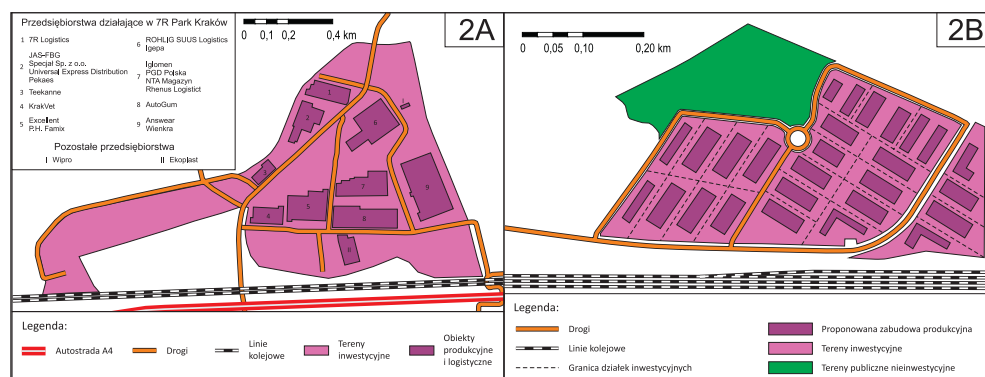 Przedsiębiorstwa działające w 7R Park Kraków
1 7R Logistics
2 JAS-FBG
Specjał Sp. z o.o.
Universal Express Distribution
Pekaes
3 Teekanne
4 KrakVet
5 Excellent
P.H. Famix
6 ROHLIG SUUS Logistics
Igepa
7 Iglomen
PGD Polska
NTA Magazyn
Rhenus Logistict
8 AutoGum
9 Answear
Wienkra
Pozostałe przedsiębiorstwa
I Wipro
II Ekoplast
0 0,1 0,2 0,4 km
2A
1
2
3
4
5
6
7
8
9
I
II
Legenda:
Autostrada A4
Drogi
Linie
kolejowe
Tereny
inwestycyjne
Obiekty
produkcyjne
i logistyczne
0 0,05 0,10 0,20 km
2B
Legenda:
Drogi
Linie kolejowe
Granica działek inwestycyjnych
Proponowana zabudowa produkcyjna
Tereny inwestycyjne
Tereny publiczne nieinwestycyjne